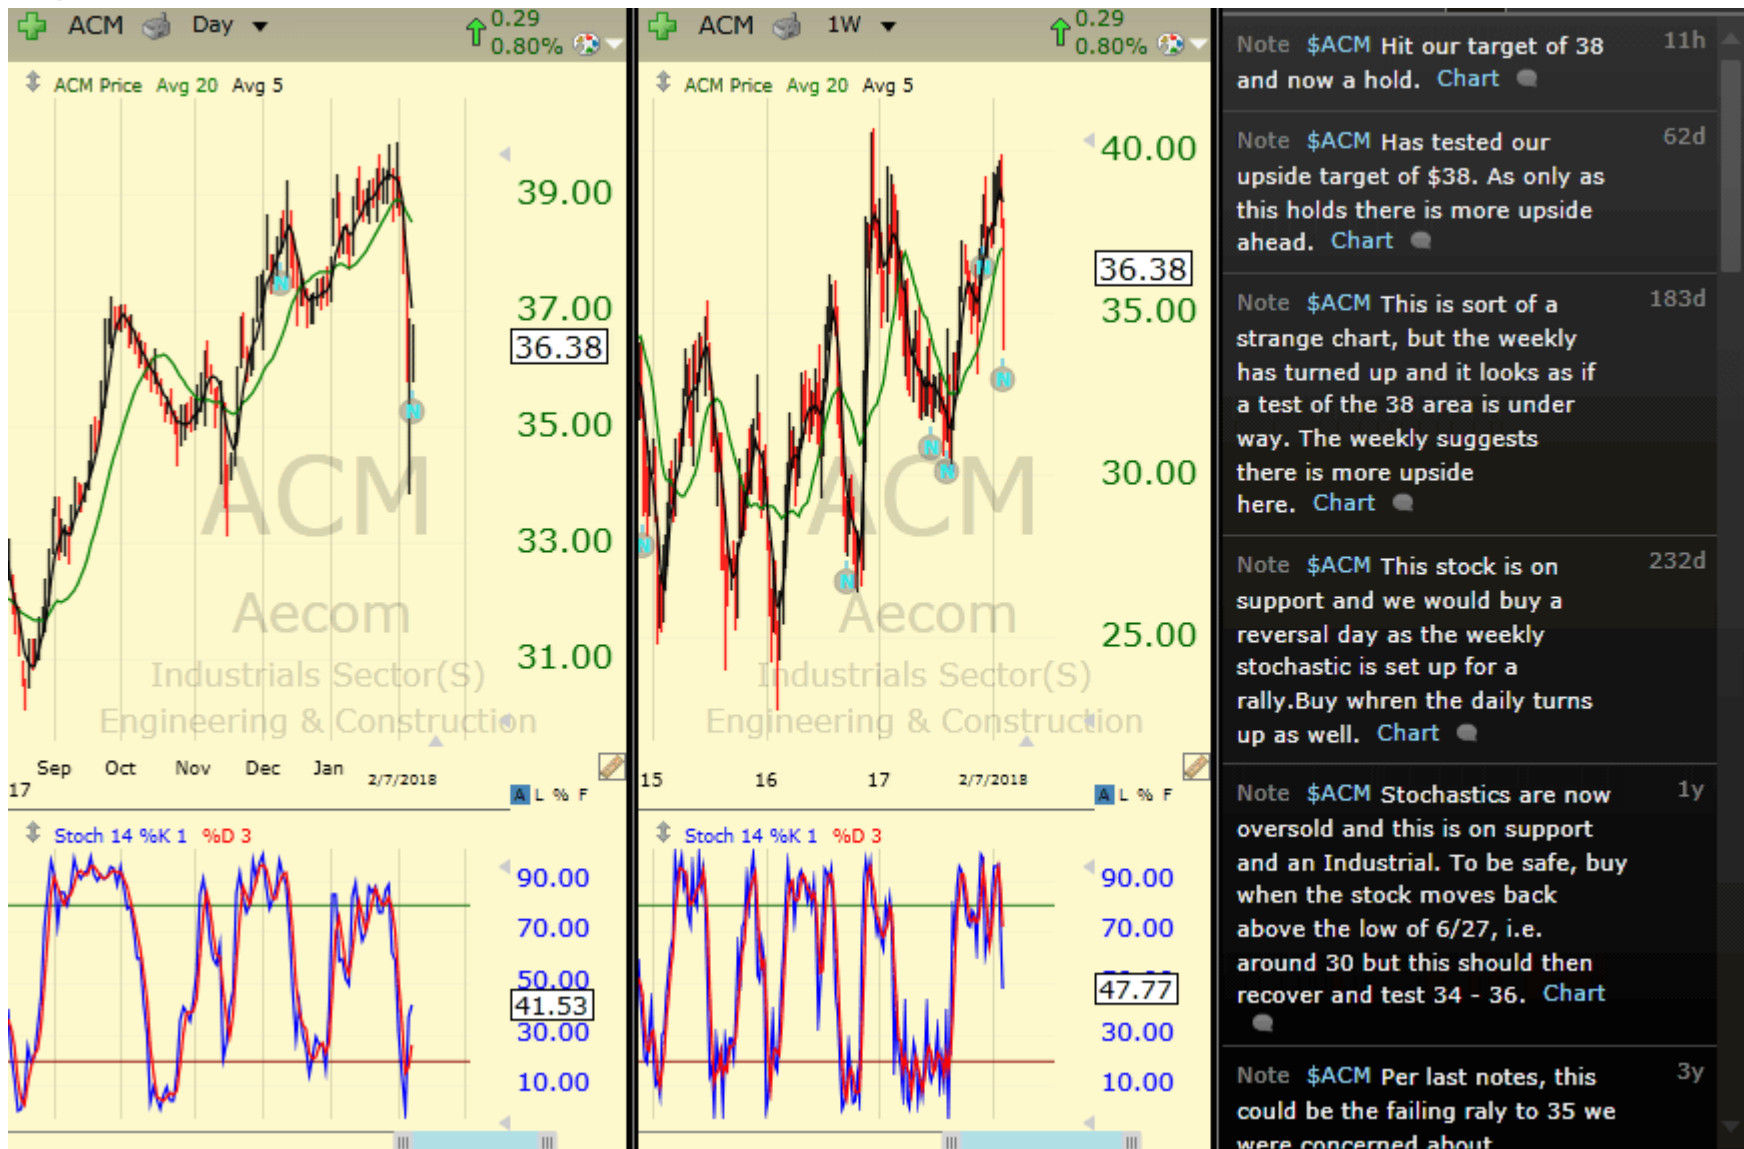 ACM Day 0.29
0.80%
ACM Price Avg 20 Avg 5
39.00
37.00
36.38
35.00
33.00
31.00
ACM
Aecom
Industrials Sector(S)
Engineering & Construction
Sep Oct Nov Dec Jan 2/7/2018
17
A L % F
Stoch 14 %K 1 %D 3
90.00
70.00
50.00
41.53
30.00
10.00
N
N
ACM 1W 0.29
0.80%
ACM Price Avg 20 Avg 5
40.00
36.38
35.00
30.00
25.00
ACM
Aecom
Industrials Sector(S)
Engineering & Construction
15 16 17 2/7/2018
A L % F
Stoch 14 %K 1 %D 3
90.00
70.00
47.77
30.00
10.00
N
N
N
N
N
N
Note $ACM Hit our target of 38 11h
and now a hold. Chart
Note $ACM Has tested our 62d
upside target of $38. As only as
this holds there is more upside
ahead. Chart
Note $ACM This is sort of a 183d
strange chart, but the weekly
has turned up and it looks as if
a test of the 38 area is under
way. The weekly suggests
there is more upside
here. Chart
Note $ACM This stock is on 232d
support and we would buy a
reversal day as the weekly
stochastic is set up for a
rally.Buy whren the daily turns
up as well. Chart
Note $ACM Stochastics are now 1y
oversold and this is on support
and an Industrial. To be safe, buy
when the stock moves back
above the low of 6/27, i.e.
around 30 but this should then
recover and test 34 - 36. Chart
Note $ACM Per last notes, this 3y
could be the failing raly to 35 we
were concerned about